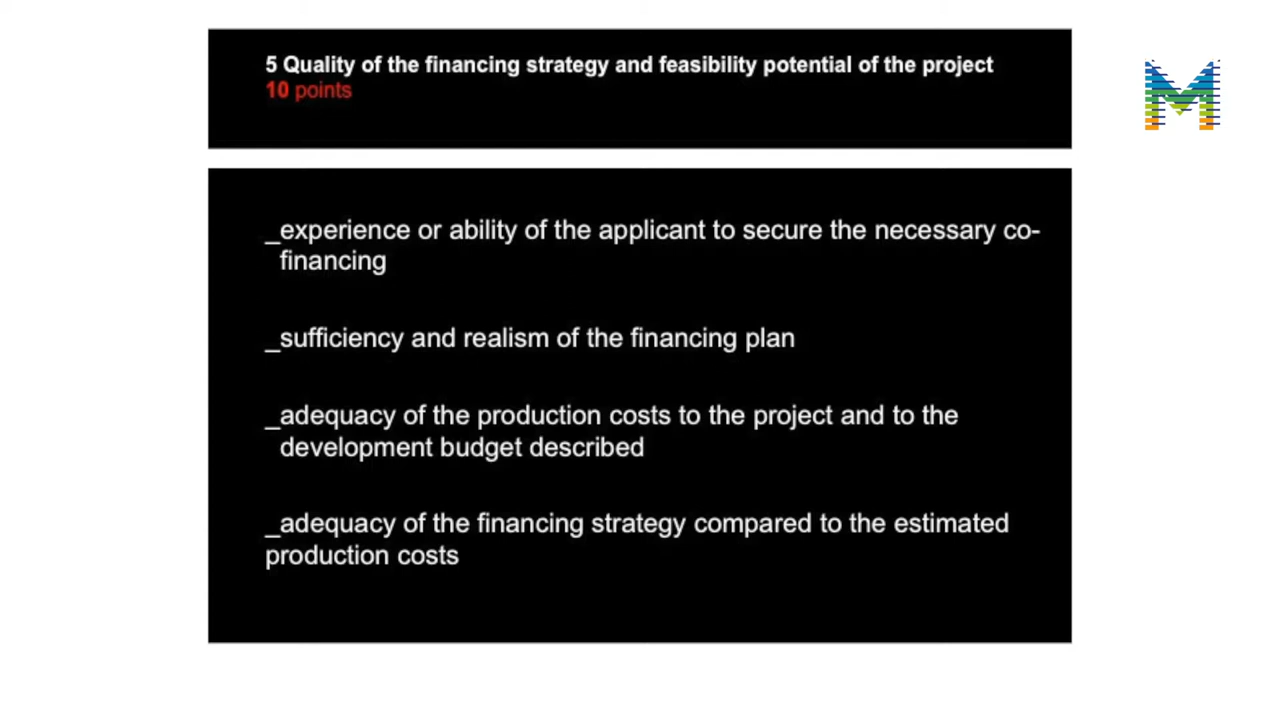 5 Quality of the financing strategy and feasibility potential of the project
10 points
_experience or ability of the applicant to secure the necessary co-
financing
_sufficiency and realism of the financing plan
_adequacy of the production costs to the project and to the
development budget described
_adequacy of the financing strategy compared to the estimated
production costs
M